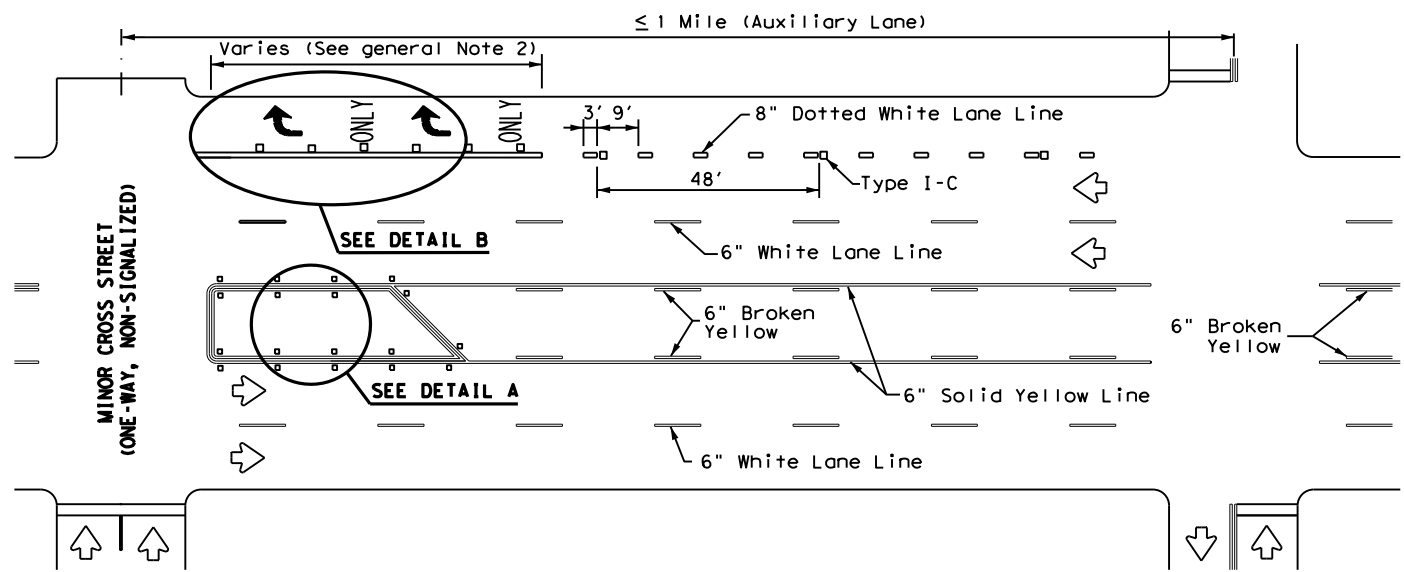 ≤ 1 Mile (Auxiliary Lane)
Varies (See general Note 2)
ONLY
ONLY
3' 9'
8" Dotted White Lane Line
48'
Type I-C
SEE DETAIL B
6" White Lane Line
MINOR CROSS STREET
(ONE-WAY, NON-SIGNALIZED)
6" Broken
Yellow
6" Broken
Yellow
SEE DETAIL A
6" Solid Yellow Line
6" White Lane Line